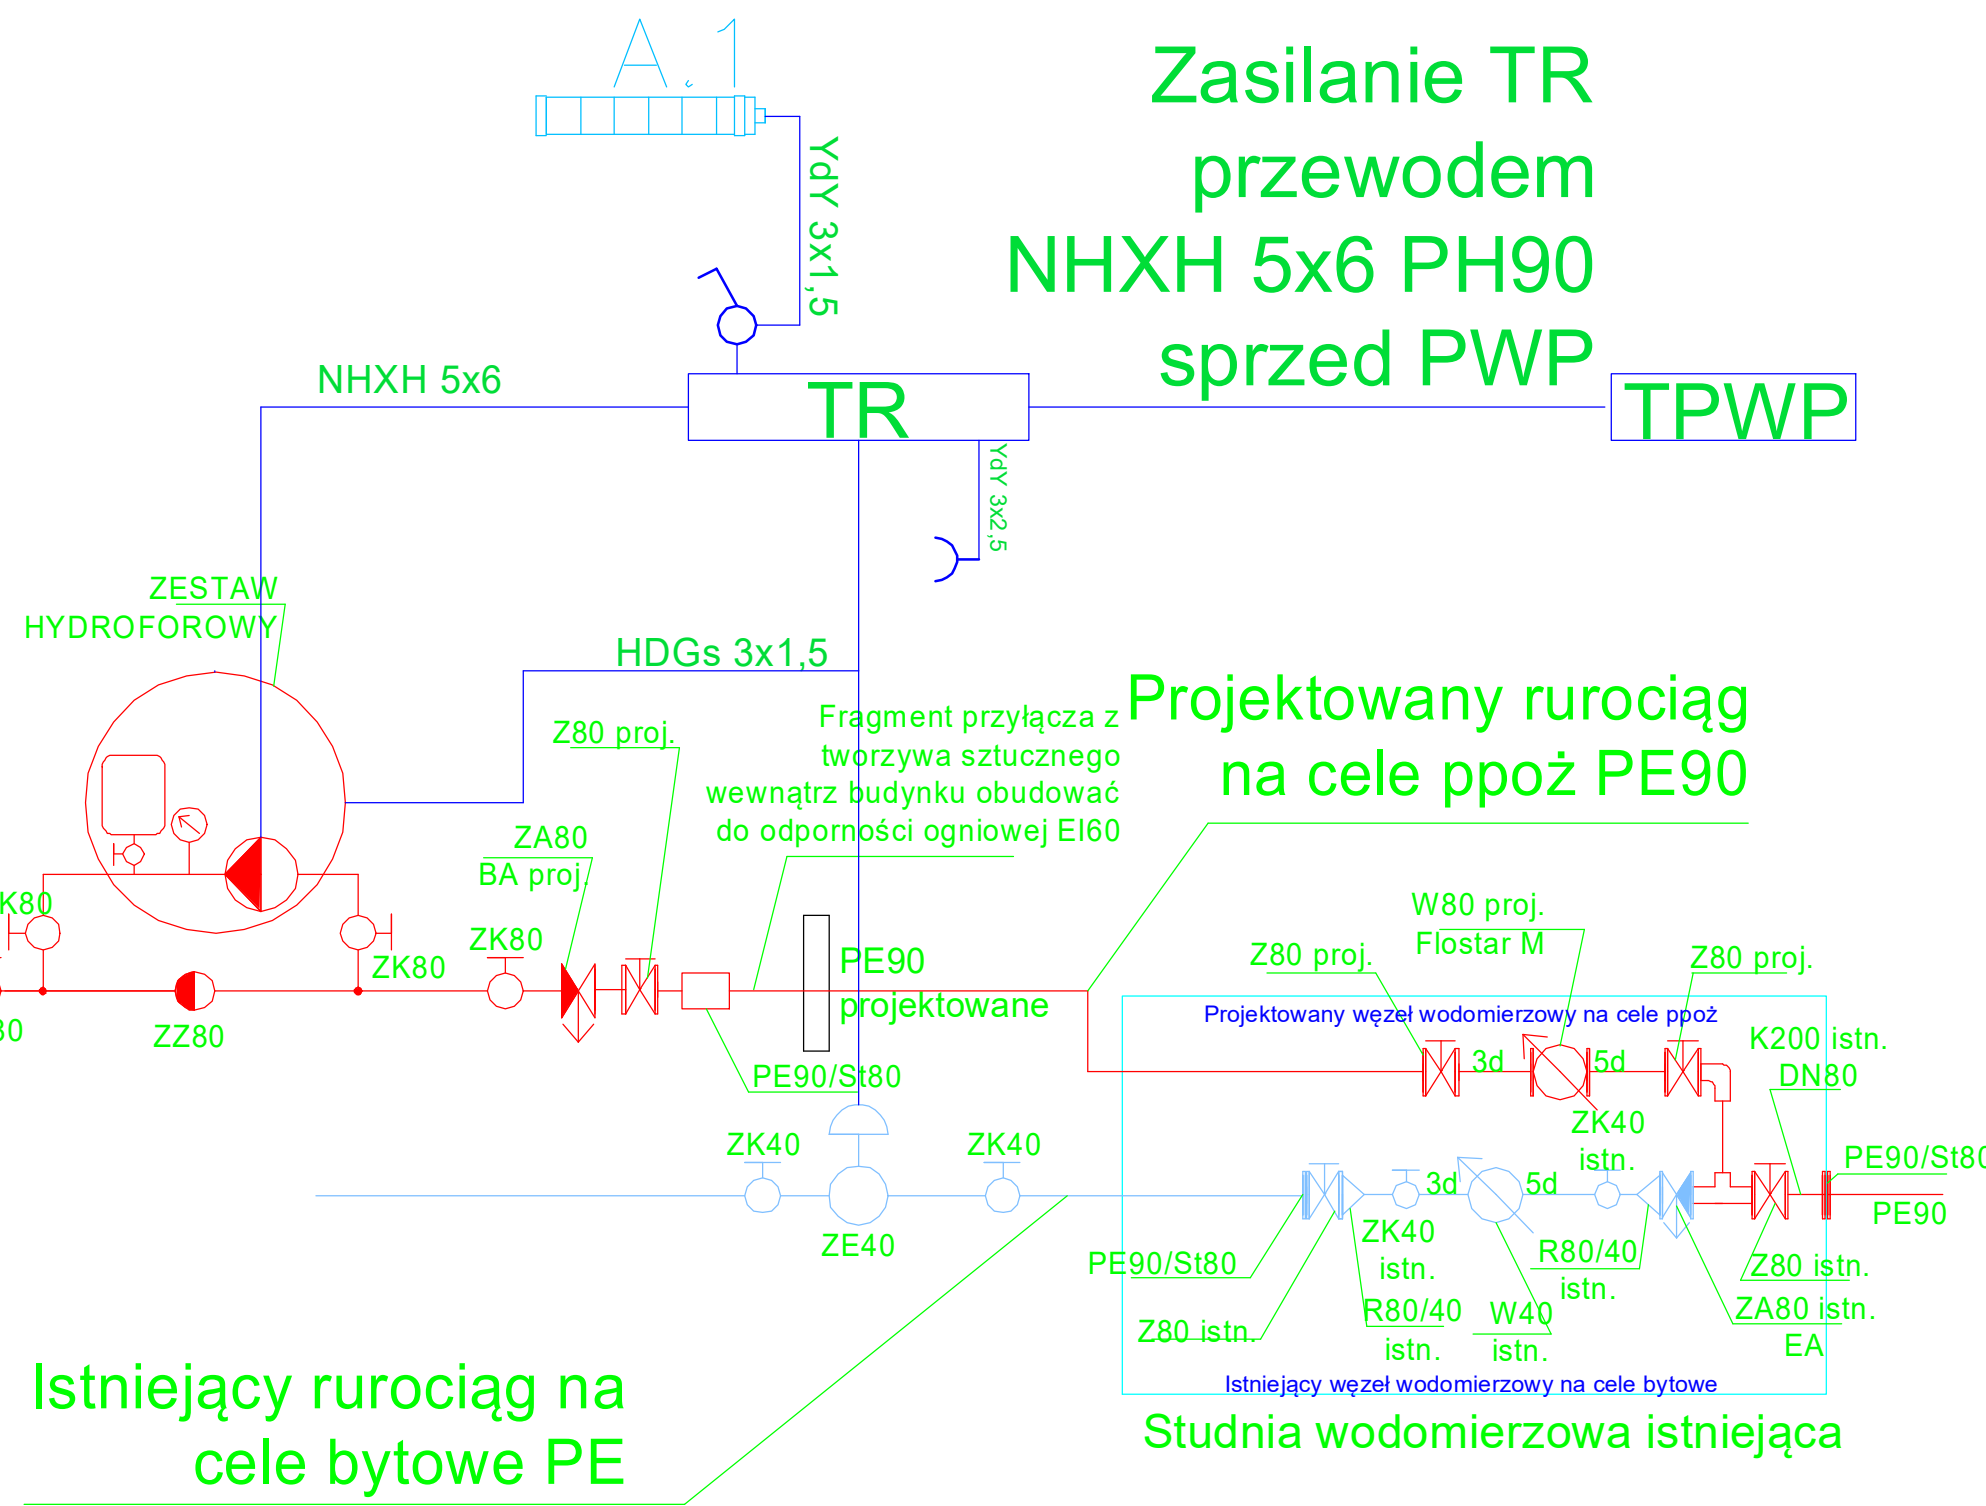 A.1
Zasilanie TR
przewodem
NHXH 5x6 PH90
sprzed PWP
YdY 3x1,5
NHXH 5x6
TR
TPWP
YdY 3x2,5
ZESTAW
HYDROFOROWY
HDGs 3x1,5
Projektowany rurociąg
na cele ppoż PE90
Fragment przyłącza z
tworzywa sztucznego
wewnątrz budynku obudować
do odporności ogniowej EI60
Z80 proj.
ZA80
BA proj.
K80
ZK80
ZK80
ZZ80
30
PE90
projektowane
PE90/St80
W80 proj.
Flostar M
Z80 proj.
Z80 proj.
Projektowany węzeł wodomierzowy na cele ppoż
K200 istn.
DN80
3d
5d
ZK40
istn.
PE90/St80
PE90
ZK40
ZK40
ZE40
3d
5d
ZK40
istn.
R80/40
istn.
PE90/St80
Z80 istn.
R80/40
istn.
W40
istn.
Z80 istn.
ZA80 istn.
EA
Istniejący węzeł wodomierzowy na cele bytowe
Studnia wodomierzowa istniejąca
Istniejący rurociąg na
cele bytowe PE